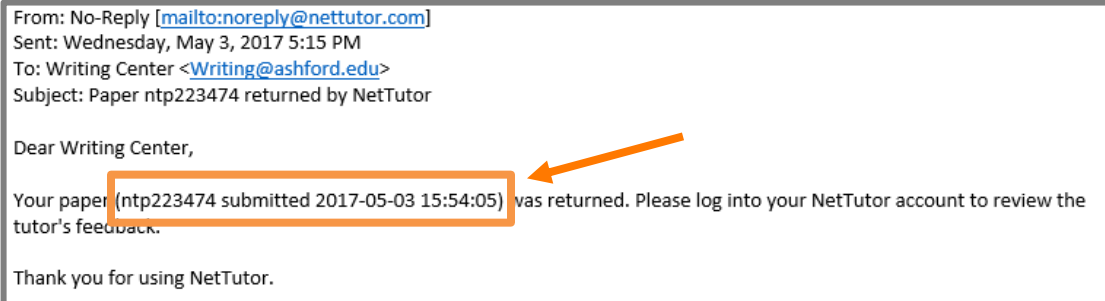 From: No-Reply [mailto:noreply@nettutor.com]
Sent: Wednesday, May 3, 2017 5:15 PM
To: Writing Center <Writing@ashford.edu>
Subject: Paper ntp223474 returned by NetTutor
Dear Writing Center,
Your paper (ntp223474 submitted 2017-05-03 15:54:05) was returned. Please log into your NetTutor account to review the
tutor's feedback.
Thank you for using NetTutor.